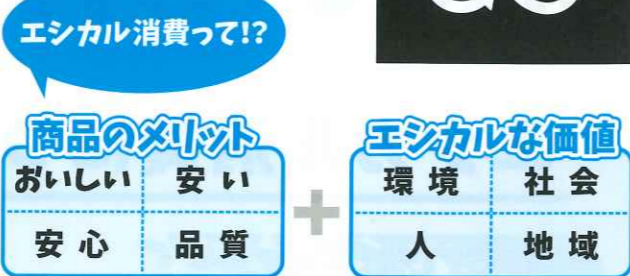 エシカル消費って!?
商品のメリット
おいしい 安い
安心 品質
+
エシカルな価値
環境 社会
人 地域